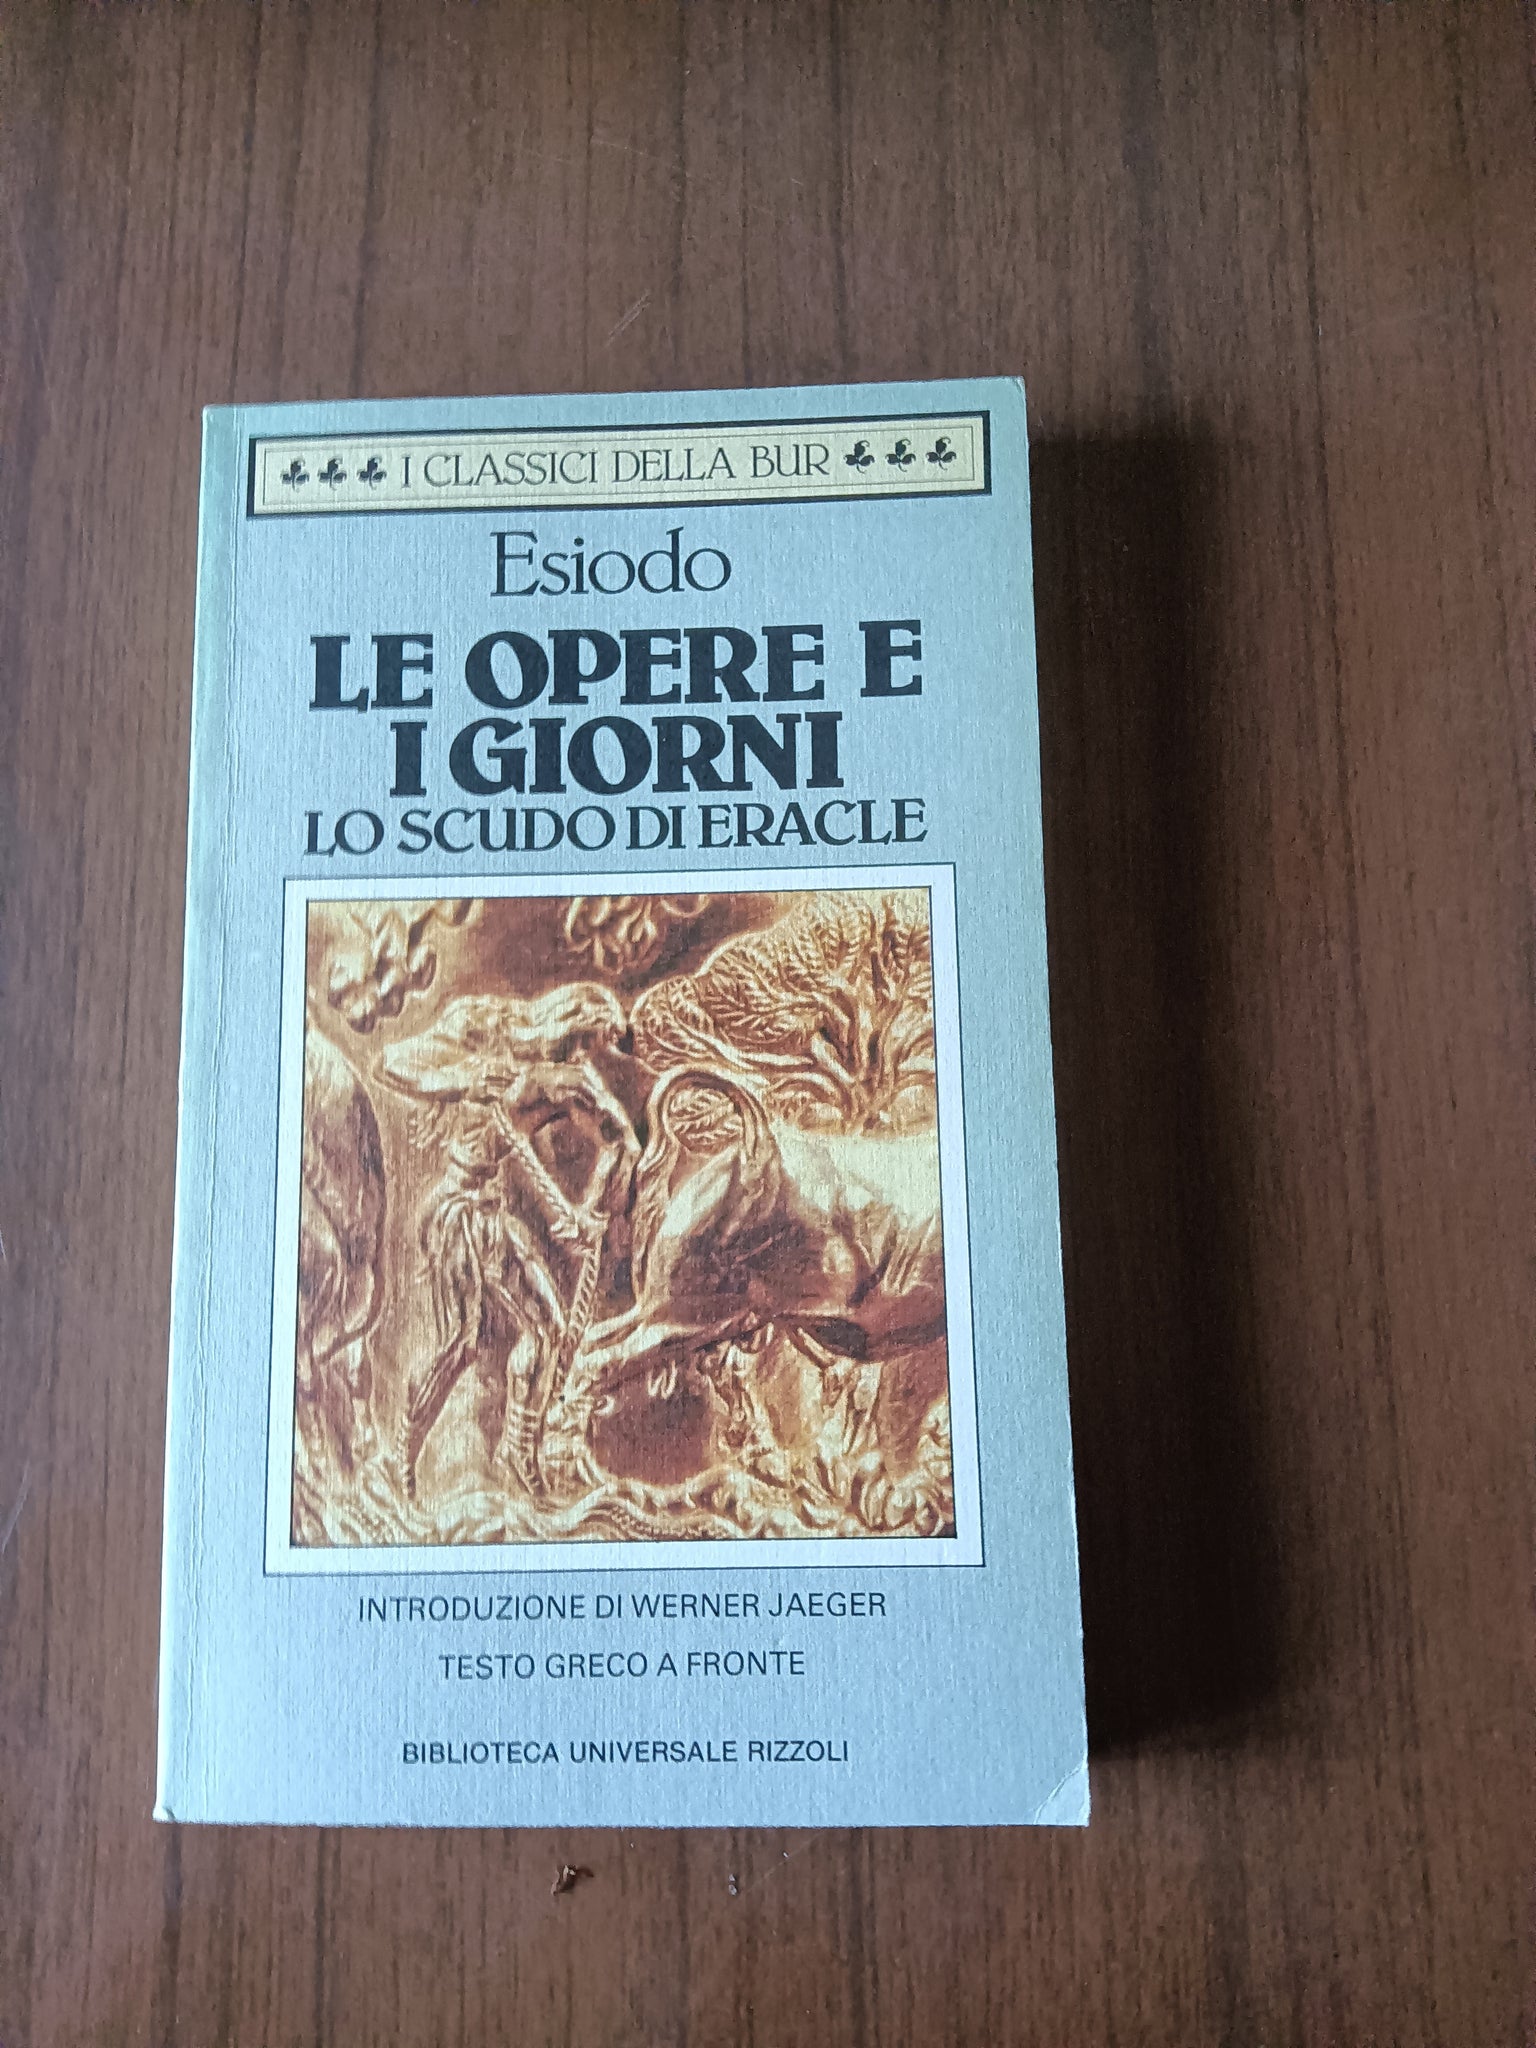 I CLASSICI DELLA BUR
Esiodo
LE OPERE E
I GIORNI
LO SCUDO DI ERACLE
INTRODUZIONE DI WERNER JAEGER
TESTO GRECO A FRONTE
BIBLIOTECA UNIVERSALE RIZZOLI